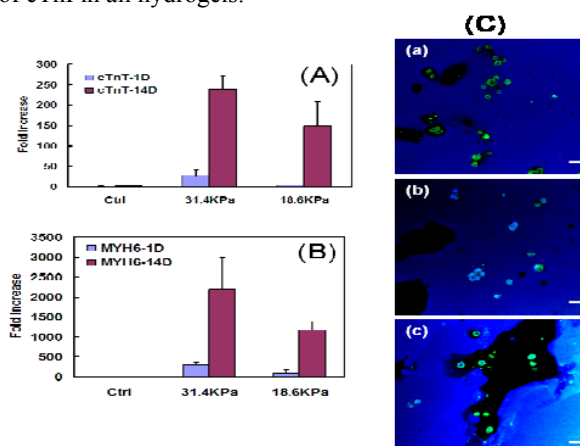 of cTnI in all hydrogels.
(C)
(a)
300
250
200
150
100
50
0
Fold Increase
cTnT-1D
cTnT-14D
(A)
Ctrl
31.4KPa
18.6KPa
(b)
3500
3000
2500
2000
1500
1000
500
0
Fold Increase
MYH6-1D
MYH6-14D
(B)
Ctrl
31.4KPa
18.6KPa
(c)